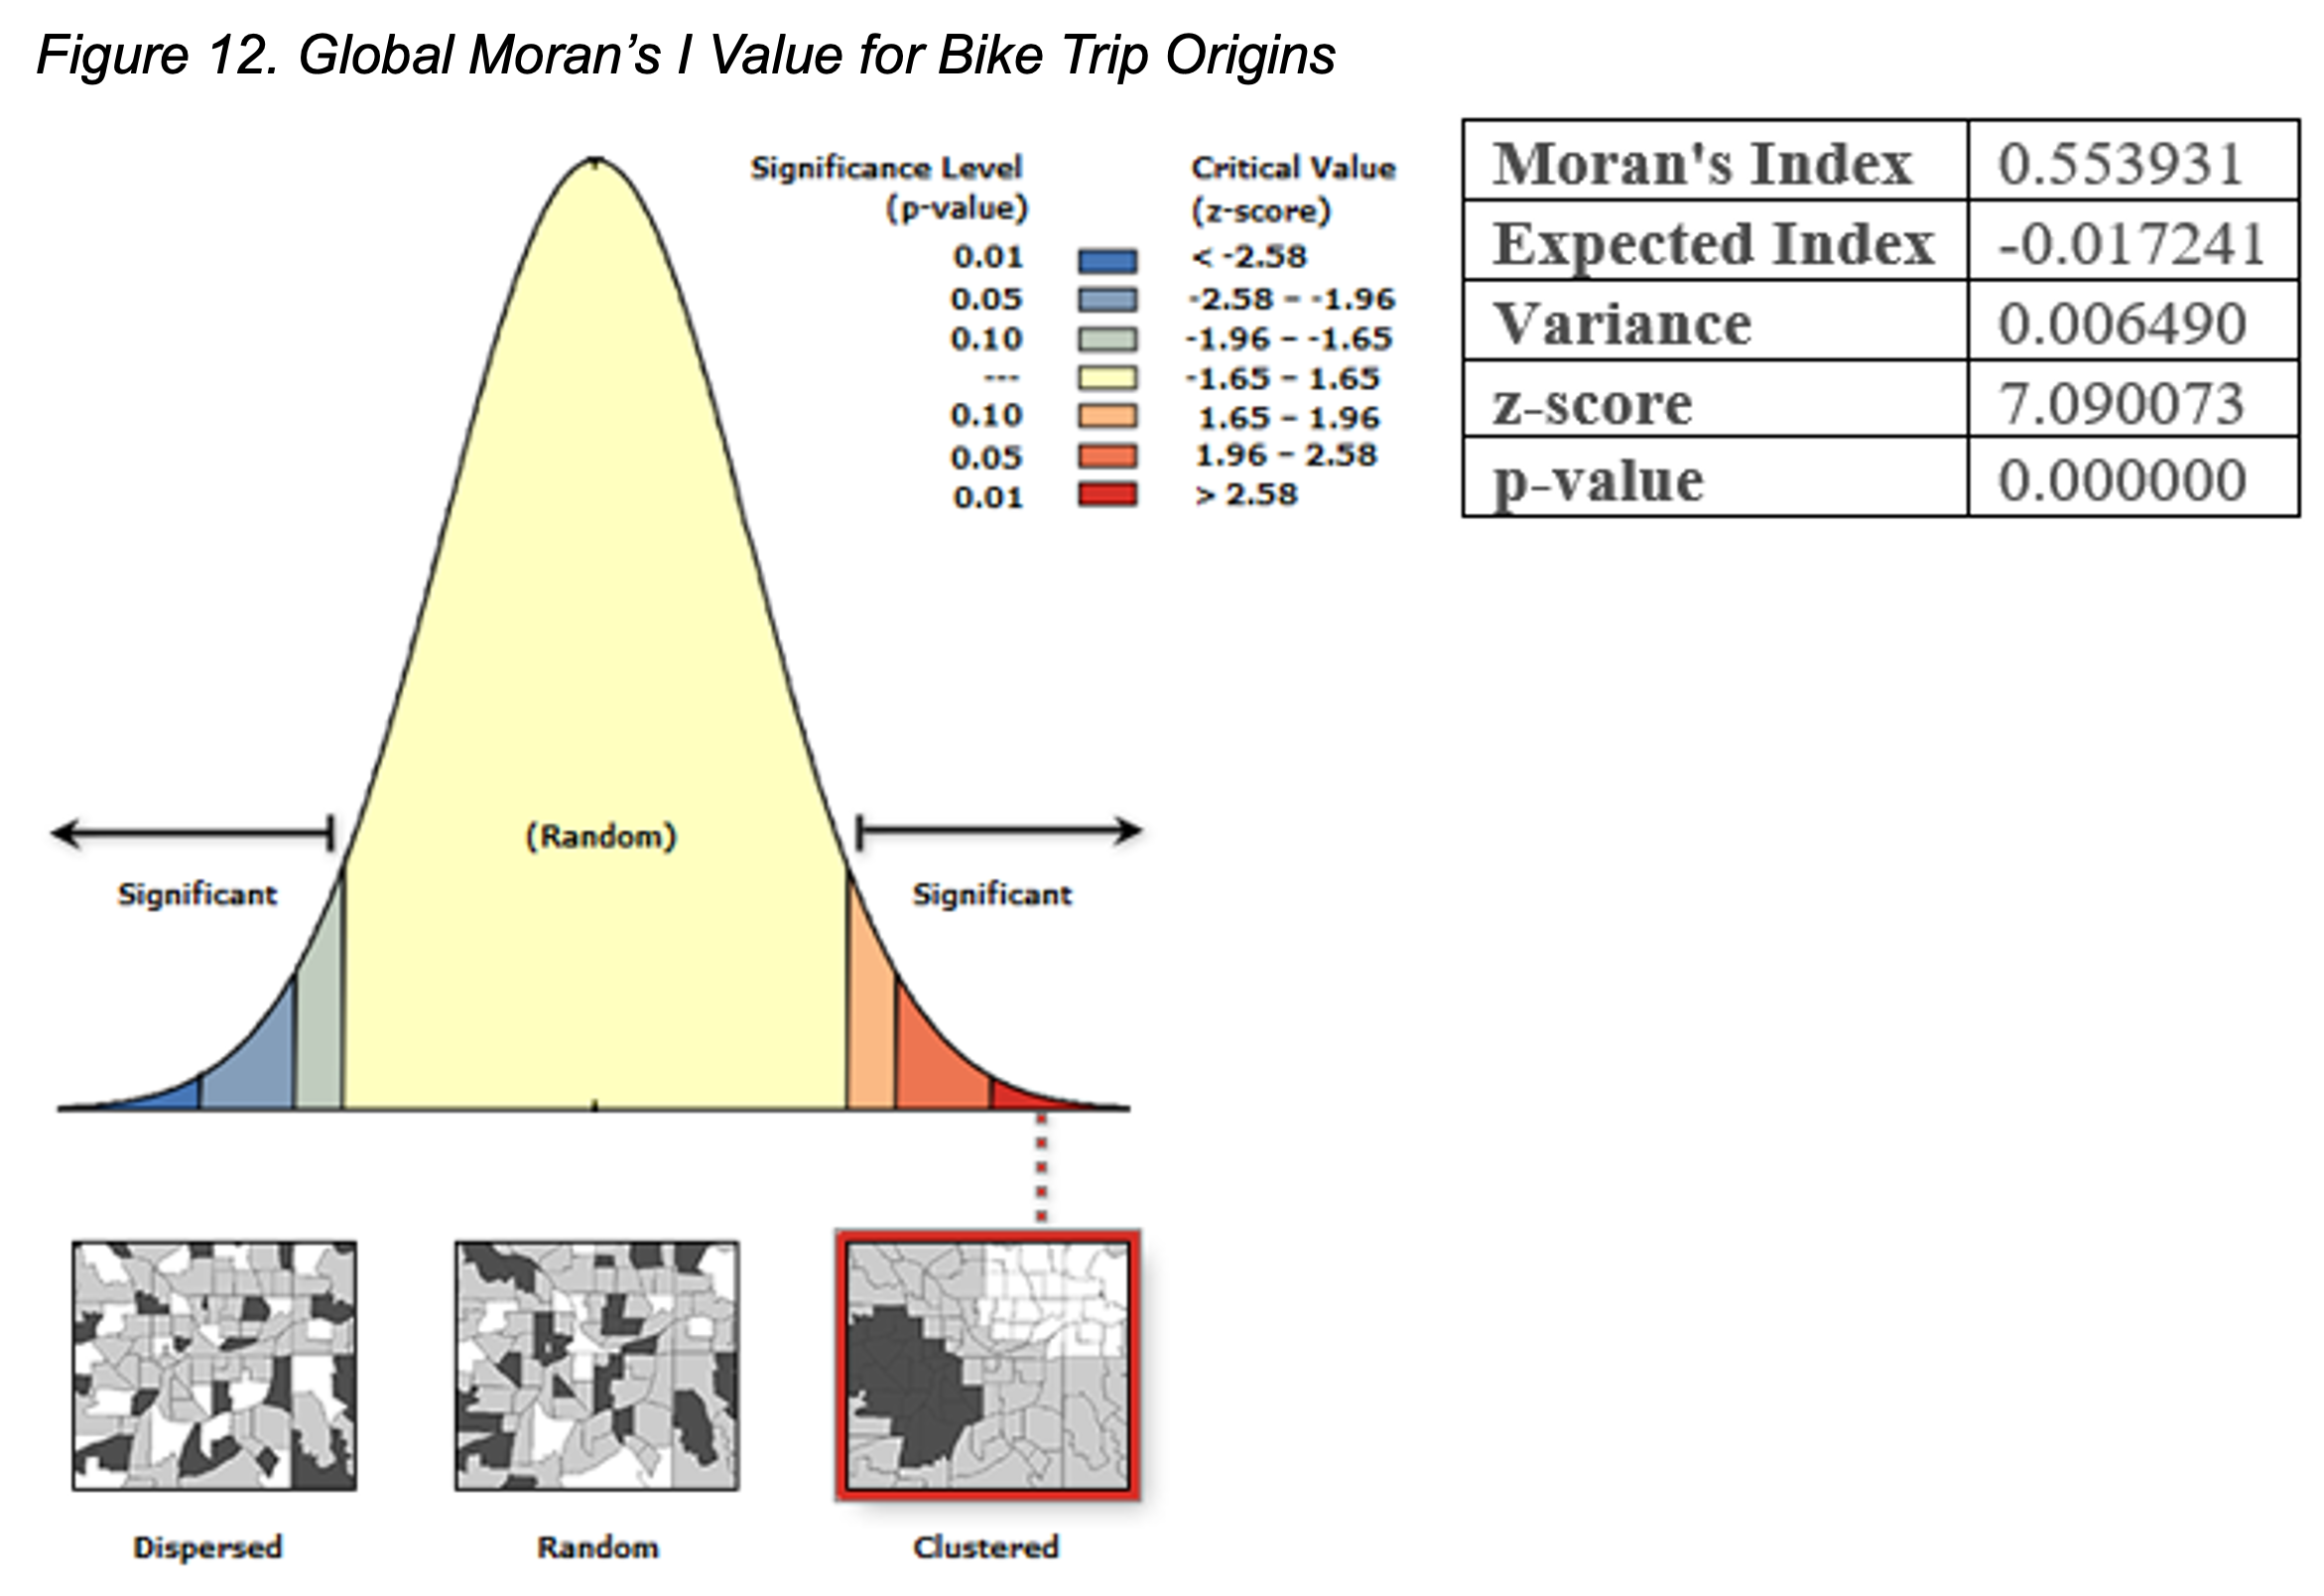 Figure 12. Global Moran’s I Value for Bike Trip Origins
Significance Level
(p-value)
Critical Value
(z-score)
0.01 < -2.58
0.05 -2.58 – -1.96
0.10 -1.96 – -1.65
--- -1.65 – 1.65
0.10 1.65 – 1.96
0.05 1.96 – 2.58
0.01 > 2.58
Moran's Index 0.553931
Expected Index -0.017241
Variance 0.006490
z-score 7.090073
p-value 0.000000
(Random)
Significant
Significant
Dispersed
Random
Clustered